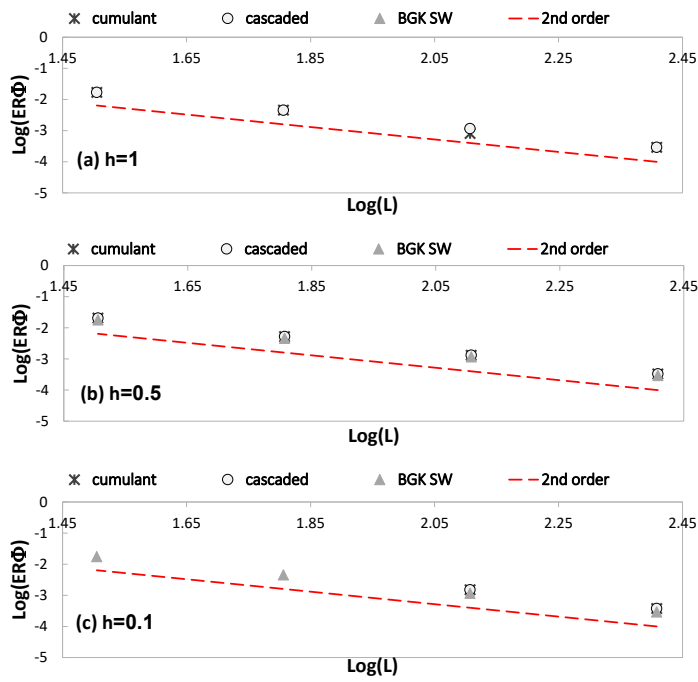 cumulant cascaded BGK SW 2nd order
0
1.45 1.65 1.85 2.05 2.25 2.45
-1
-2
-3
-4
-5
Log(ERΦ)
(a) h=1
Log(L)
cumulant cascaded BGK SW 2nd order
0
1.45 1.65 1.85 2.05 2.25 2.45
-1
-2
-3
-4
-5
Log(ERΦ)
(b) h=0.5
Log(L)
cumulant cascaded BGK SW 2nd order
0
1.45 1.65 1.85 2.05 2.25 2.45
-1
-2
-3
-4
-5
Log(ERΦ)
(c) h=0.1
Log(L)